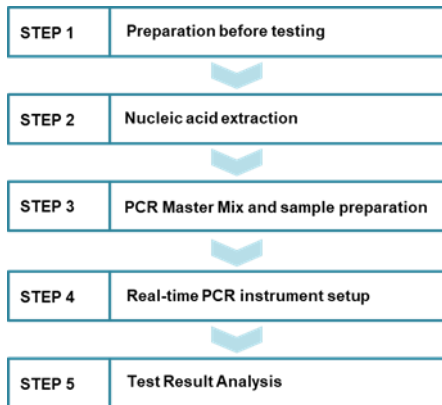 STEP 1 Preparation before testing
STEP 2 Nucleic acid extraction
STEP 3 PCR Master Mix and sample preparation
STEP 4 Real-time PCR instrument setup
STEP 5 Test Result Analysis